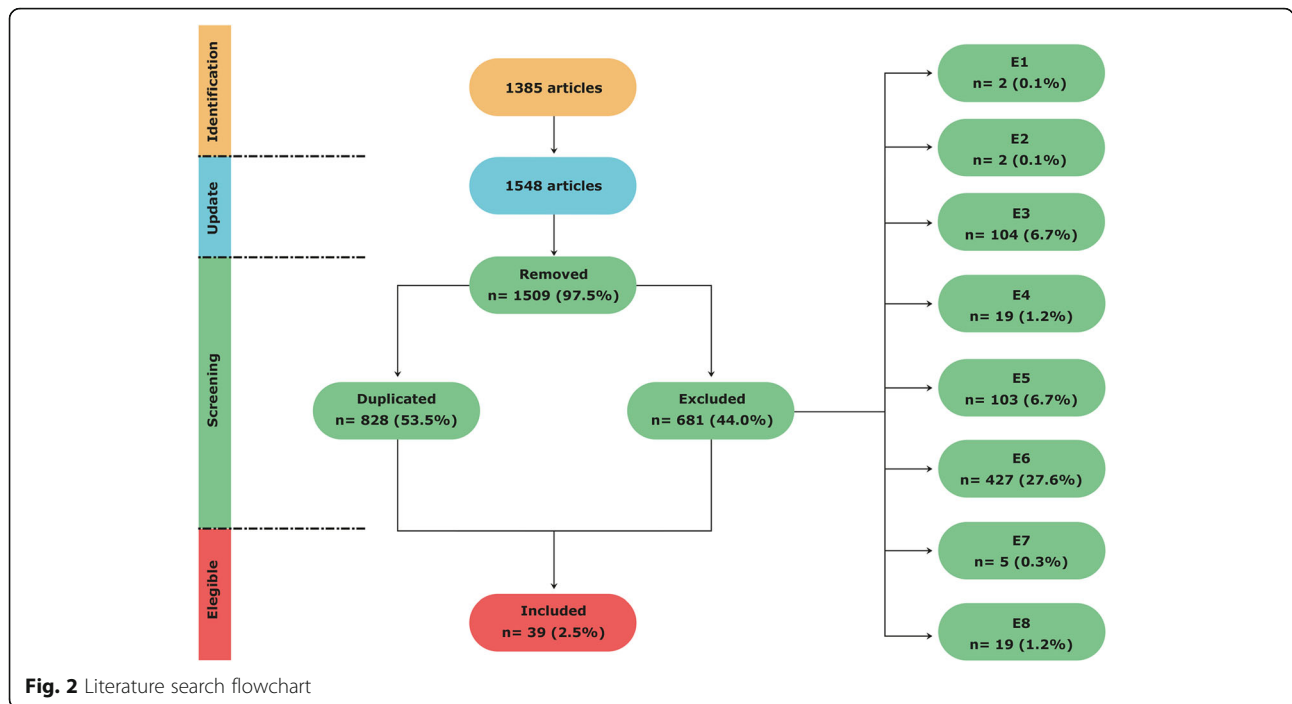 Identification
1385 articles
Update
1548 articles
Screening
Removed
n= 1509 (97.5%)
Duplicated
n= 828 (53.5%)
Excluded
n= 681 (44.0%)
Elegible
Included
n= 39 (2.5%)
E1
n= 2 (0.1%)
E2
n= 2 (0.1%)
E3
n= 104 (6.7%)
E4
n= 19 (1.2%)
E5
n= 103 (6.7%)
E6
n= 427 (27.6%)
E7
n= 5 (0.3%)
E8
n= 19 (1.2%)
Fig. 2 Literature search flowchart